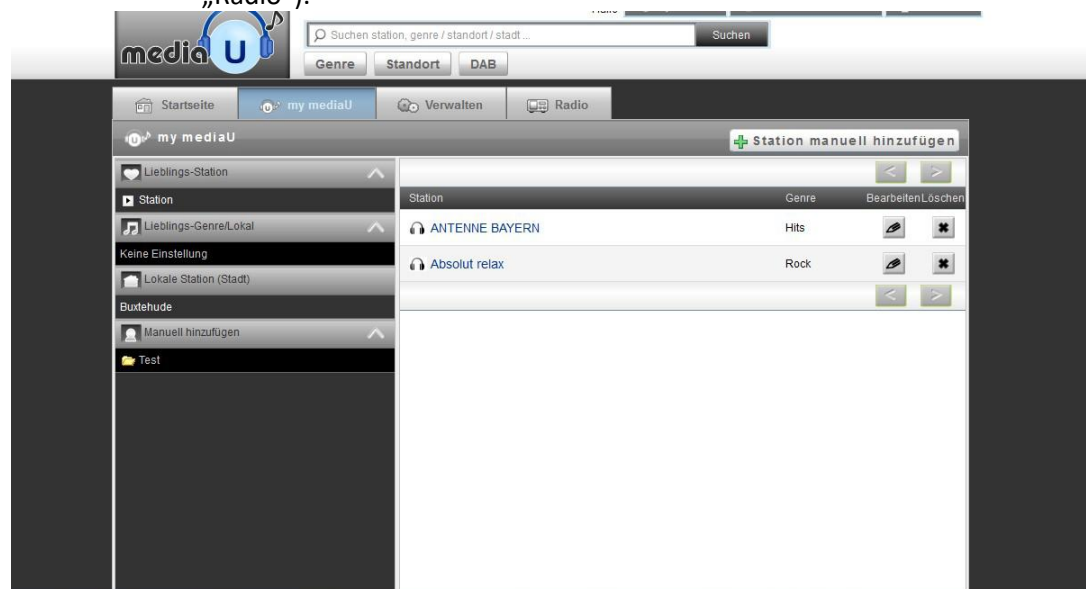 „Radio“).
media U
Suchen station, genre / standort / stadt ...
Suchen
Genre
Standort
DAB
Startseite
my mediaU
Verwalten
Radio
my mediaU
Station manuell hinzufügen
Lieblings-Station
< >
Station
Station Genre Bearbeiten Löschen
Lieblings-Genre/Lokal
ANTENNE BAYERN Hits
Keine Einstellung
Absolut relax Rock
Lokale Station (Stadt)
< >
Buxtehude
Manuell hinzufügen
Test